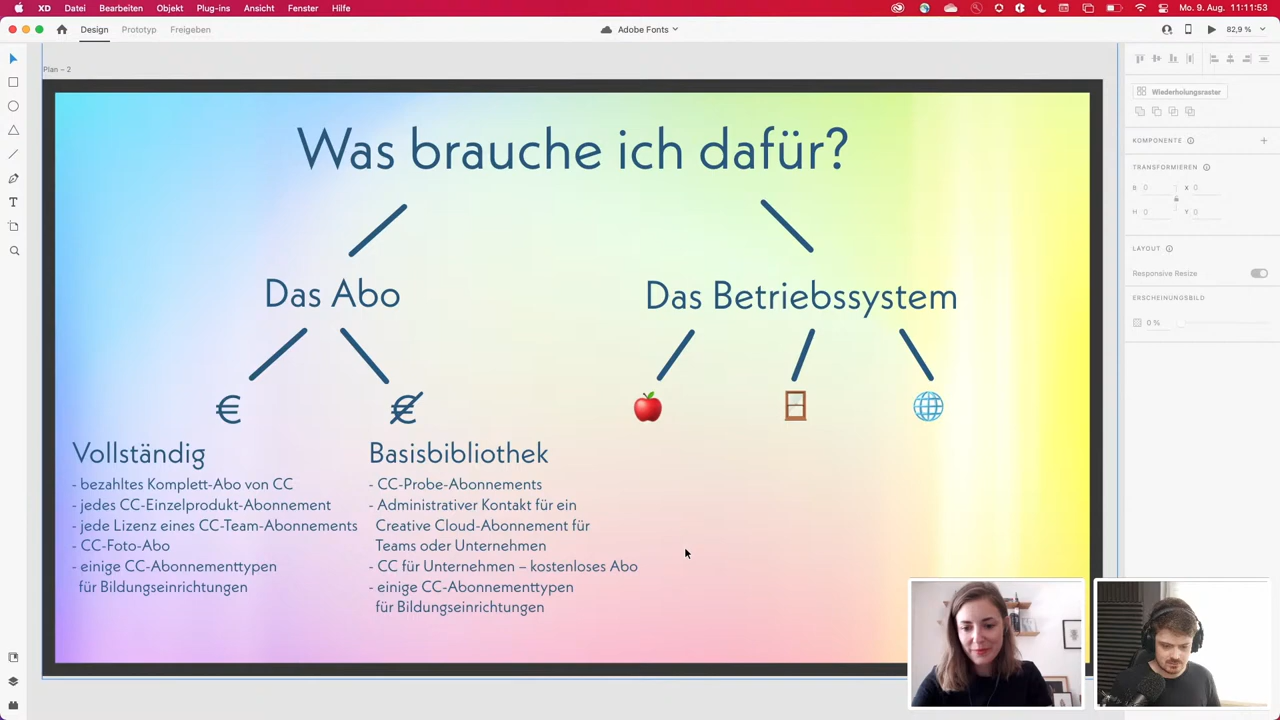 XD Datei Bearbeiten Objekt Plug-ins Ansicht Fenster Hilfe Mo. 9. Aug. 11:11:53
Design Prototyp Freigeben Adobe Fonts 82,9 %
Plan – 2
Was brauche ich dafür?
Das Abo
Das Betriebssystem
€
€
Vollständig
- bezahltes Komplett-Abo von CC
- jedes CC-Einzelprodukt-Abonnement
- jede Lizenz eines CC-Team-Abonnements
- CC-Foto-Abo
- einige CC-Abonnementtypen
für Bildungseinrichtungen
Basisbibliothek
- CC-Probe-Abonnements
- Administrativer Kontakt für ein
Creative Cloud-Abonnement für
Teams oder Unternehmen
- CC für Unternehmen – kostenloses Abo
- einige CC-Abonnementtypen
für Bildungseinrichtungen
Wiederholungsraster
KOMPONENTE
TRANSFORMIEREN
B 0 X 0
H 0 Y 0
LAYOUT
Responsive Resize
ERSCHEINUNGSBILD
0 %